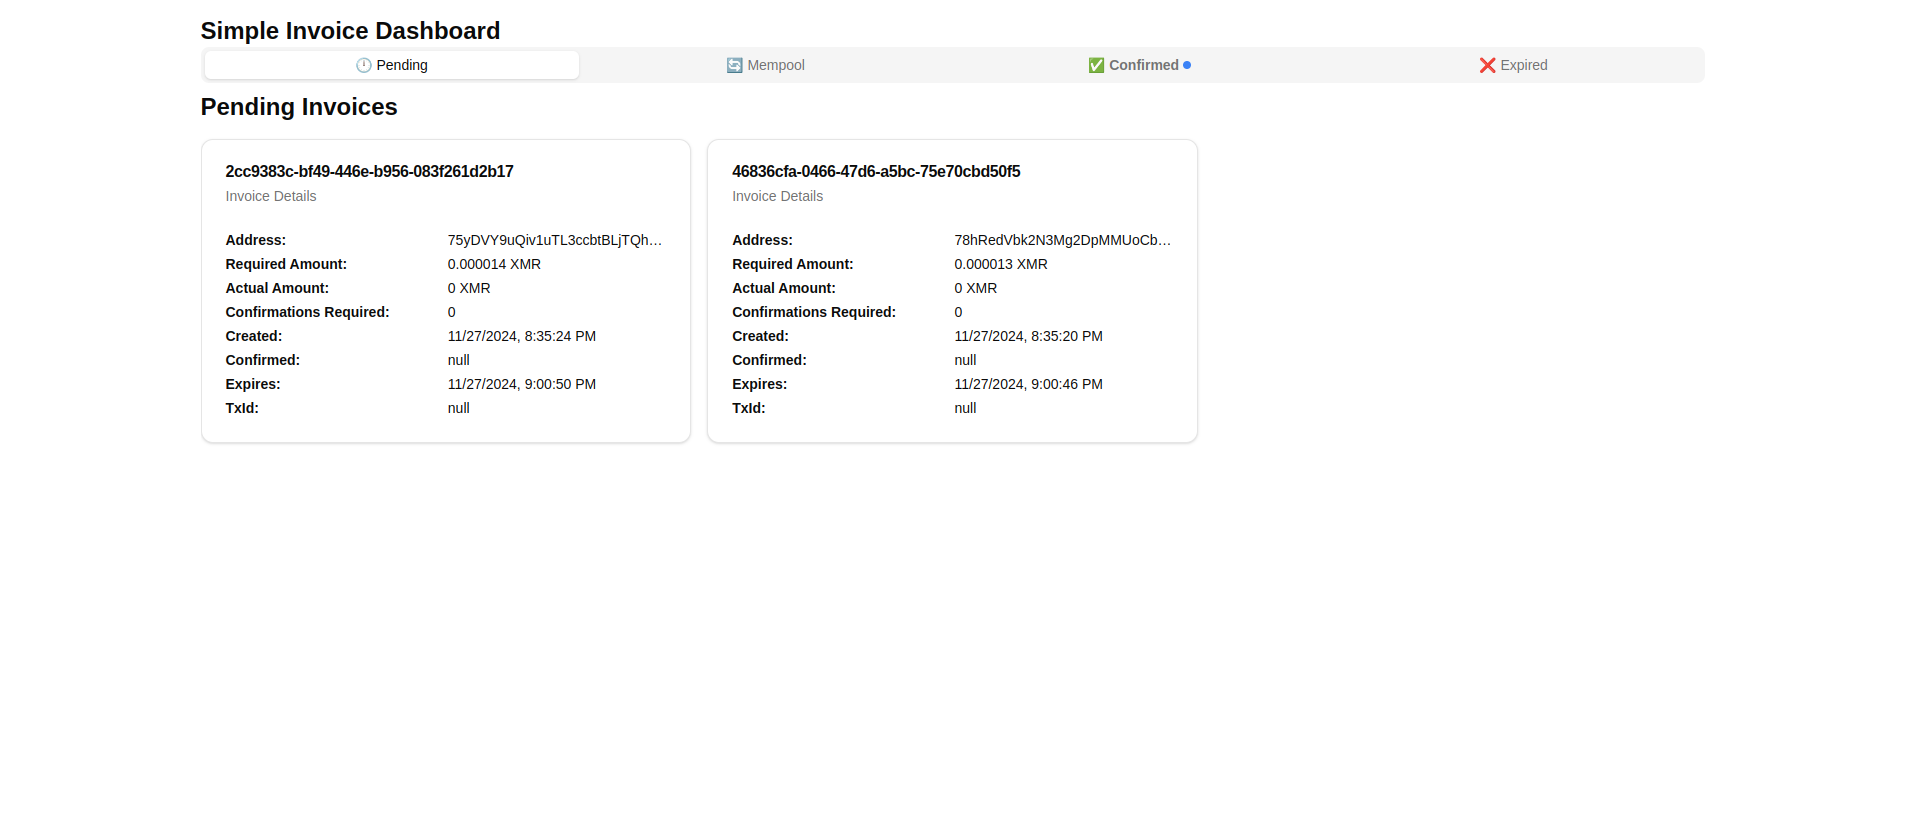 Simple Invoice Dashboard
🕛 Pending
🔄 Mempool
✅ Confirmed
❌ Expired
Pending Invoices
2cc9383c-bf49-446e-b956-083f261d2b17
Invoice Details
Address: 75yDVY9uQiv1uTL3ccbtBLjTQh…
Required Amount: 0.000014 XMR
Actual Amount: 0 XMR
Confirmations Required: 0
Created: 11/27/2024, 8:35:24 PM
Confirmed: null
Expires: 11/27/2024, 9:00:50 PM
TxId: null
46836cfa-0466-47d6-a5bc-75e70cbd50f5
Invoice Details
Address: 78hRedVbk2N3Mg2DpMMUoCb…
Required Amount: 0.000013 XMR
Actual Amount: 0 XMR
Confirmations Required: 0
Created: 11/27/2024, 8:35:20 PM
Confirmed: null
Expires: 11/27/2024, 9:00:46 PM
TxId: null